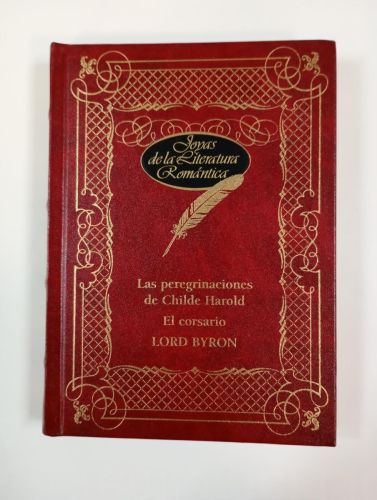 Joyas
de la Literatura
Romántica
Las peregrinaciones
de Childe Harold
El corsario
LORD BYRON